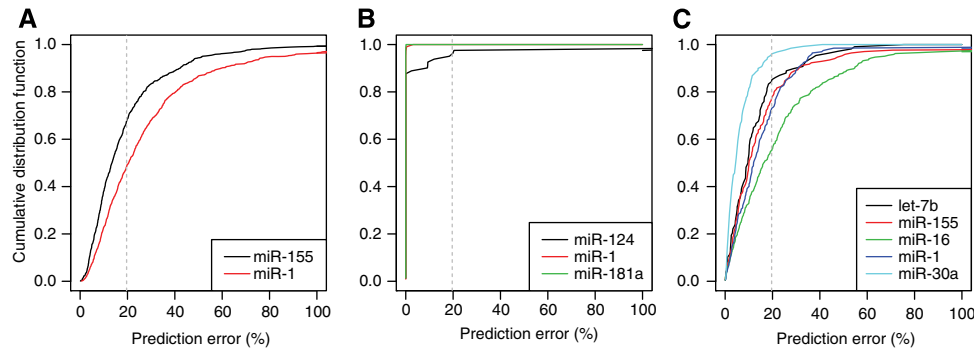 A
B
C
Cumulative distribution function
1.0
0.8
0.6
0.4
0.2
0.0
0 20 40 60 80 100
Prediction error (%)
miR-155
miR-1
1.0
0.8
0.6
0.4
0.2
0.0
0 20 40 60 80 100
Prediction error (%)
miR-124
miR-1
miR-181a
1.0
0.8
0.6
0.4
0.2
0.0
0 20 40 60 80 100
Prediction error (%)
let-7b
miR-155
miR-16
miR-1
miR-30a